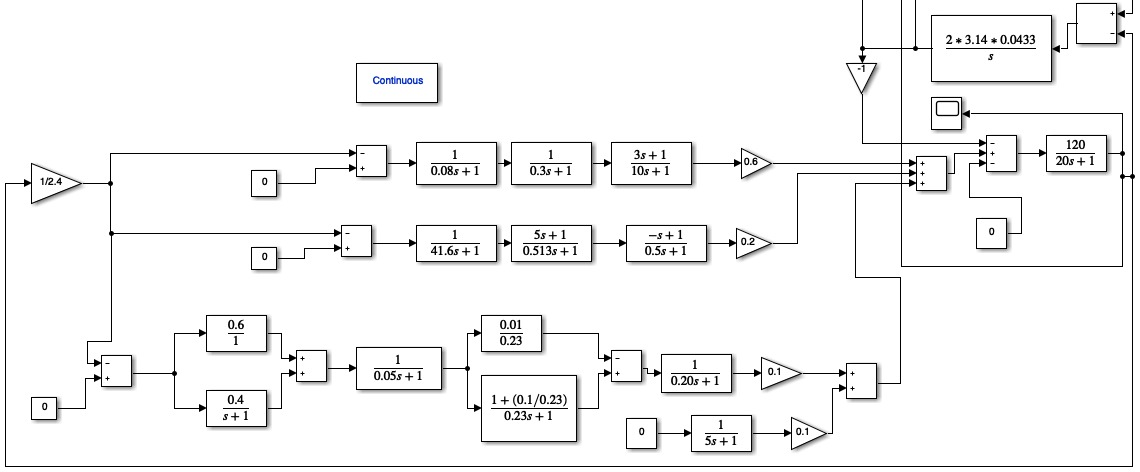 +
−
2 * 3.14 * 0.0433
s
-1
Continuous
−
+
0
1
0.08s + 1
1
0.3s + 1
3s + 1
10s + 1
0.6
+
+
+
−
+
−
120
20s + 1
1/2.4
0
−
+
0
1
41.6s + 1
5s + 1
0.513s + 1
−s + 1
0.5s + 1
0.2
0
−
+
0.6
1
0.4
s + 1
+
+
1
0.05s + 1
0.01
0.23
1 + (0.1/0.23)
0.23s + 1
−
+
1
0.20s + 1
0.1
+
+
0
0
1
5s + 1
0.1